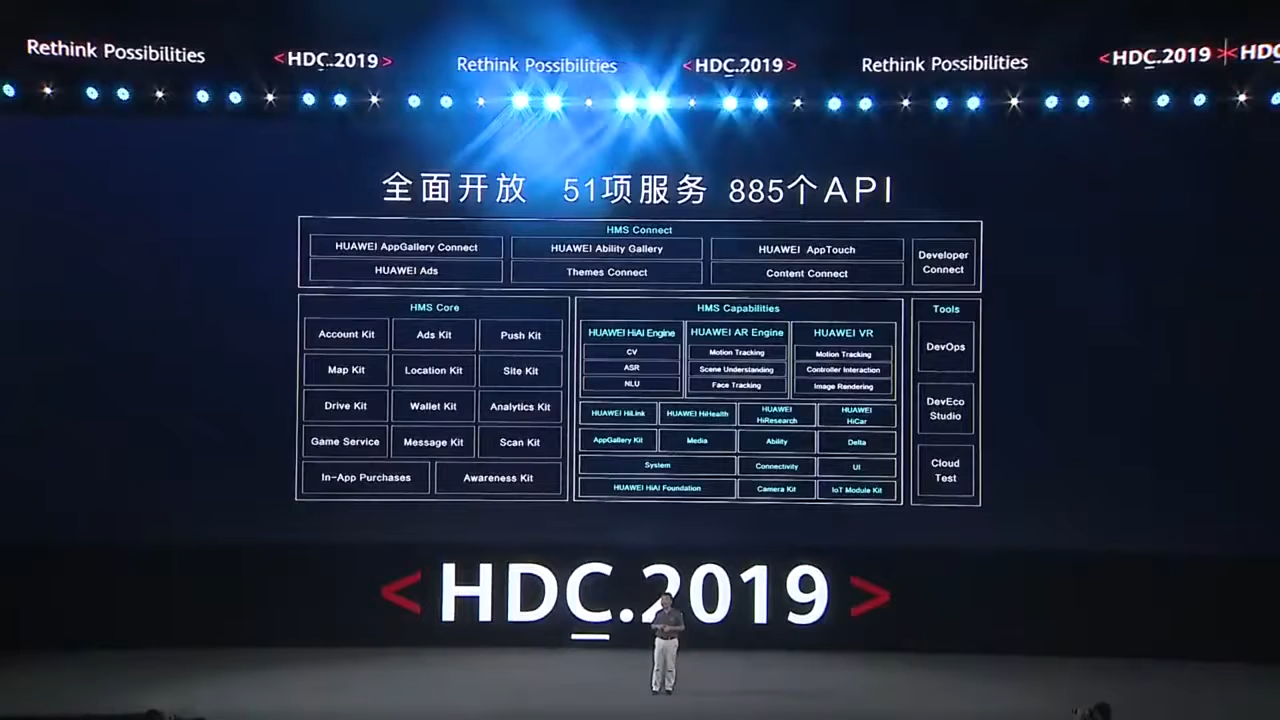 Rethink Possibilities <HDC.2019> Rethink Possibilities <HDC.2019> Rethink Possibilities <HDC.2019> <HDC
全面开放 51项服务 885个API
HMS Connect
HUAWEI AppGallery Connect HUAWEI Ability Gallery HUAWEI AppTouch
HUAWEI Ads Themes Connect Content Connect
Developer
Connect
HMS Core
Account Kit Ads Kit Push Kit
Map Kit Location Kit Site Kit
Drive Kit Wallet Kit Analytics Kit
Game Service Message Kit Scan Kit
In-App Purchases Awareness Kit
HMS Capabilities
HUAWEI HiAI Engine
CV
ASR
NLU
HUAWEI AR Engine
Motion Tracking
Scene Understanding
Face Tracking
HUAWEI VR
Motion Tracking
Controller Interaction
Image Rendering
HUAWEI HiLink
HUAWEI HiHealth
HUAWEI
HiResearch
HUAWEI
HiCar
AppGallery Kit Media Ability Delta
System Connectivity UI
HUAWEI HiAI Foundation Camera Kit IoT Module Kit
Tools
DevOps
DevEco
Studio
Cloud
Test
<HDC.2019>